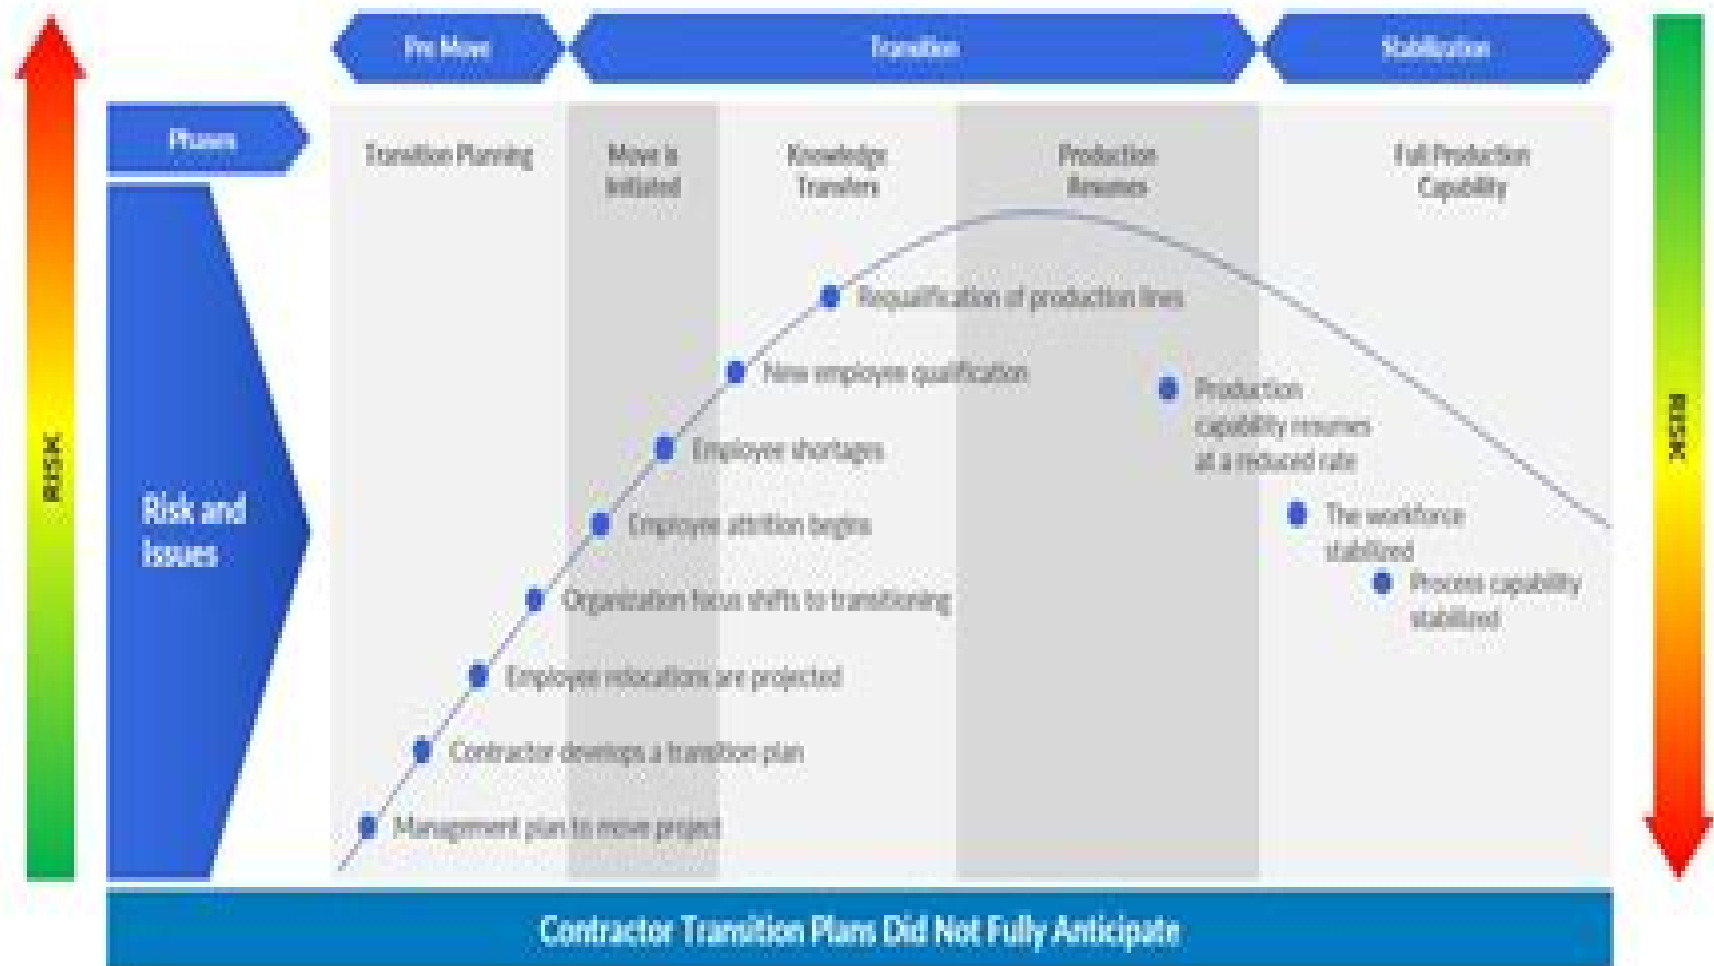 Pre Move
Transition
Stabilization
Phases
Transition Planning
Move is
Initiated
Knowledge
Transfers
Production
Resumes
Full Production
Capability
Requalification of production lines
New employee qualification
Production
capability resumes
at a reduced rate
Employee shortages
RISK
RISK
Risk and
Issues
Employee attrition begins
The workforce
stabilized
Process capability
stabilized
Organization focus shifts to transitioning
Employee relocations are projected
Contractor develops a transition plan
Management plan to move project
Contractor Transition Plans Did Not Fully Anticipate